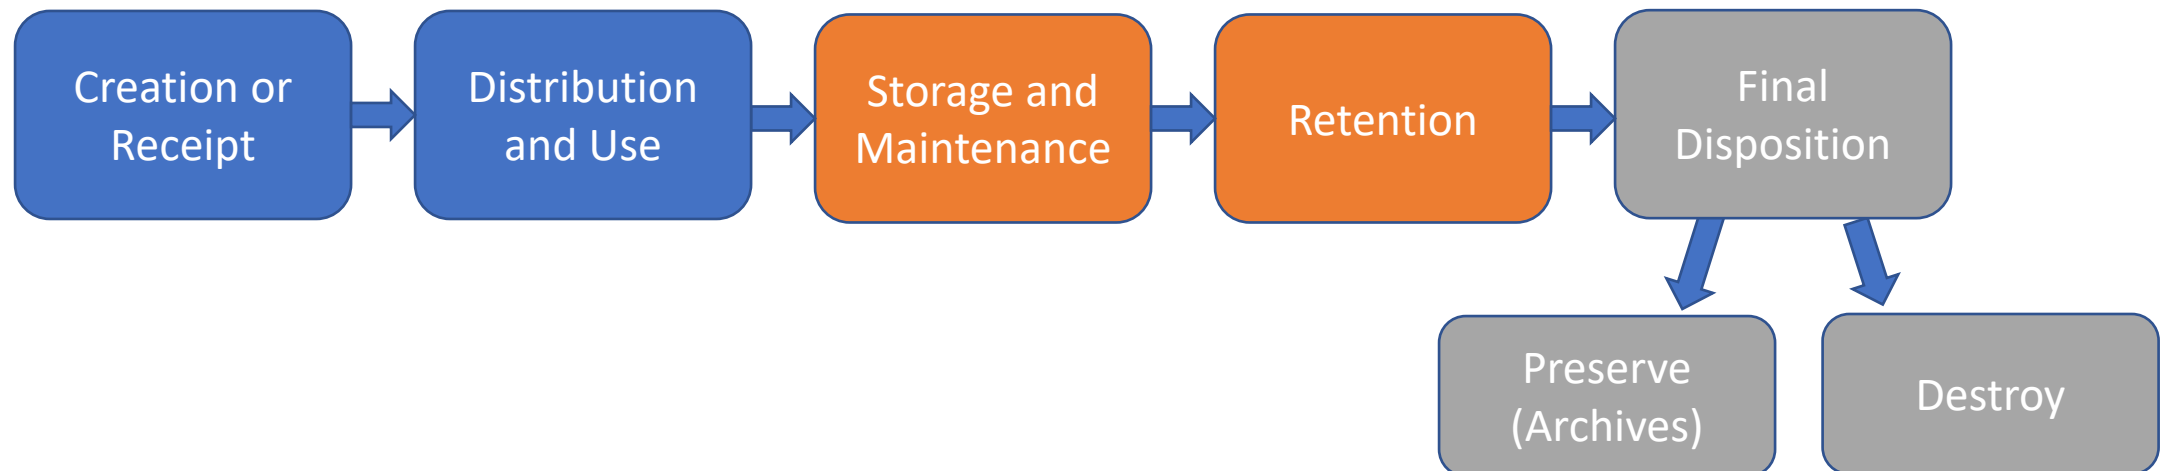 Creation or
Receipt
Distribution
and Use
Storage and
Maintenance
Retention
Final
Disposition
Preserve
(Archives)
Destroy